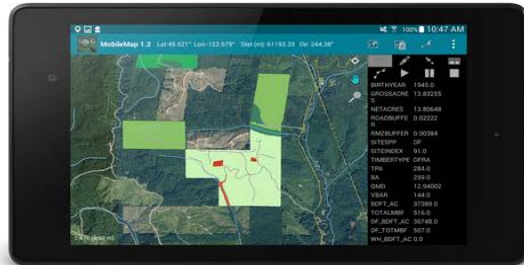 100% 10:47 AM
MobileMap 1.2 Lat:45.521° Lon-122.679° Dist(m): 61193.33 Dir: 244.38°
BIRTHYEAR 1945.0
GROSSACRES 13.83255
NETACRES 13.80648
ROADBUFFER 0.02222
RMZBUFFER 0.00384
SITESPP DF
SITEINDEX 91.0
TIMBERTYPE DFRA
TPA 284.0
BA 259.0
QMD 12.94002
VBAR 144.0
BDFT_AC 37389.0
TOTALMBF 516.0
DF_BDFT_AC 36748.0
DF_TOTMBF 507.0
WH_BDFT_AC 0.0